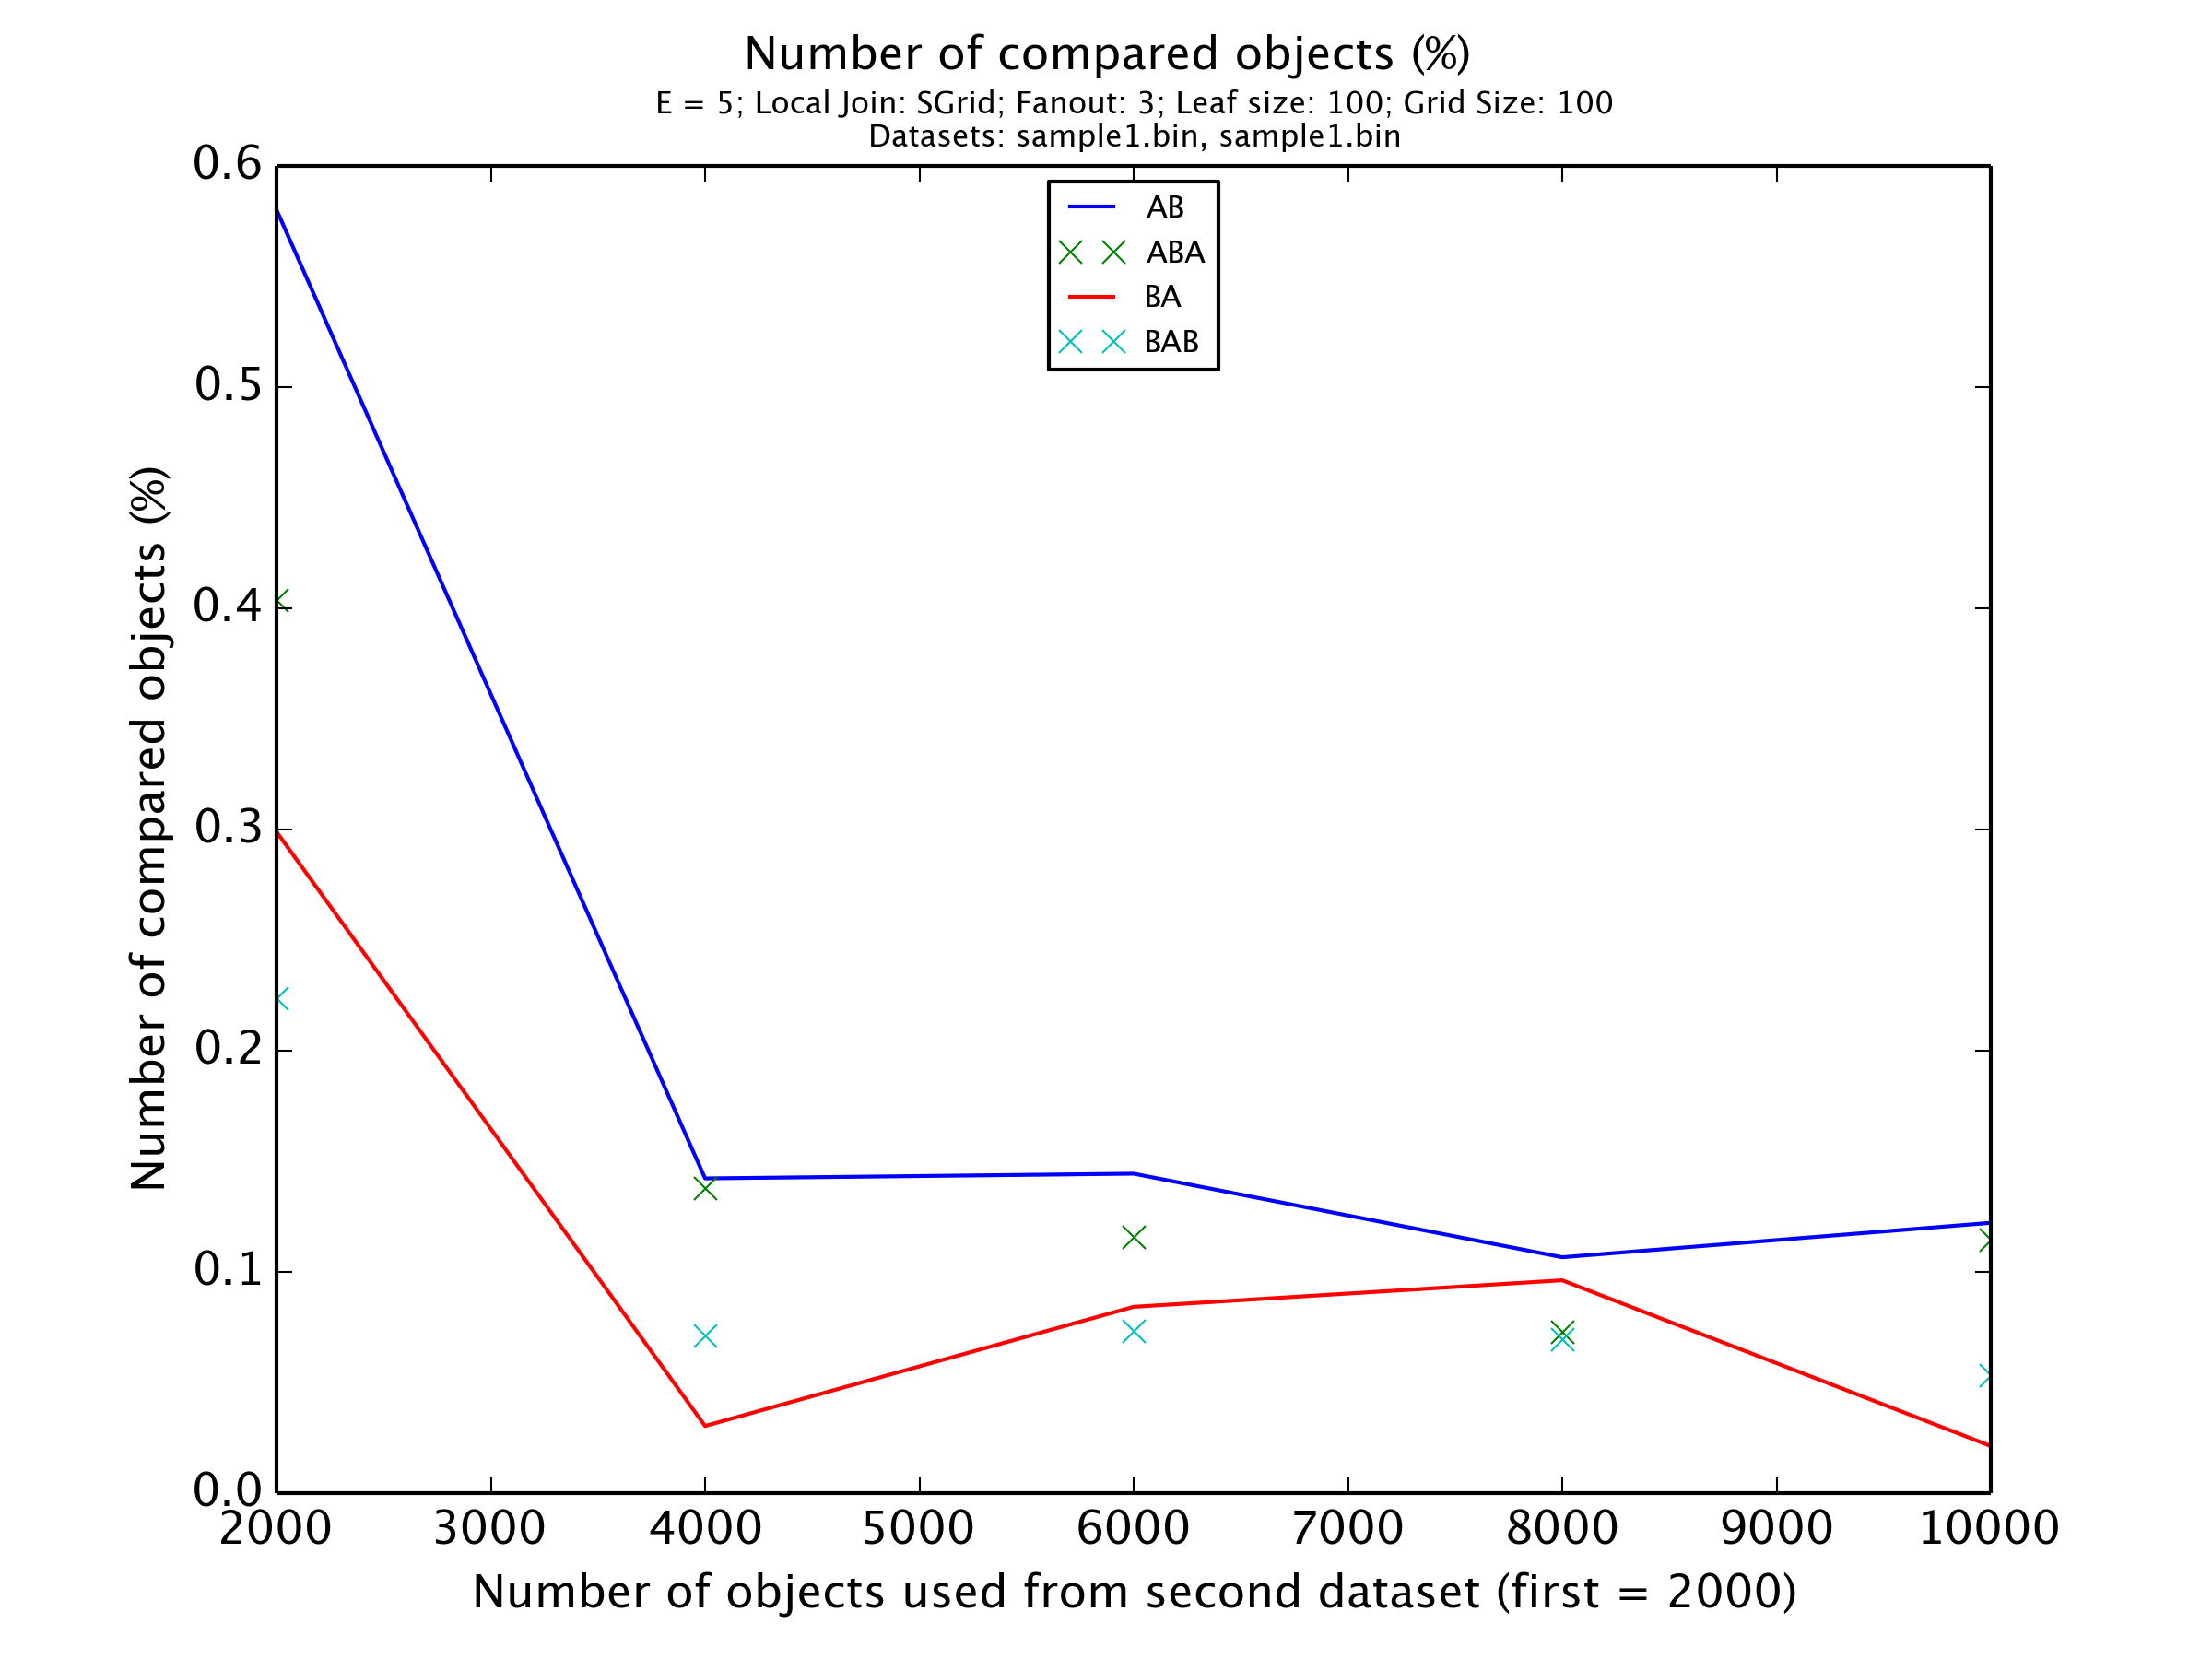 Number of compared objects (%)
E = 5; Local Join: SGrid; Fanout: 3; Leaf size: 100; Grid Size: 100
Datasets: sample1.bin, sample1.bin
AB
ABA
BA
BAB
Number of compared objects (%)
0.6
0.5
0.4
0.3
0.2
0.1
0.0
2000 3000 4000 5000 6000 7000 8000 9000 10000
Number of objects used from second dataset (first = 2000)